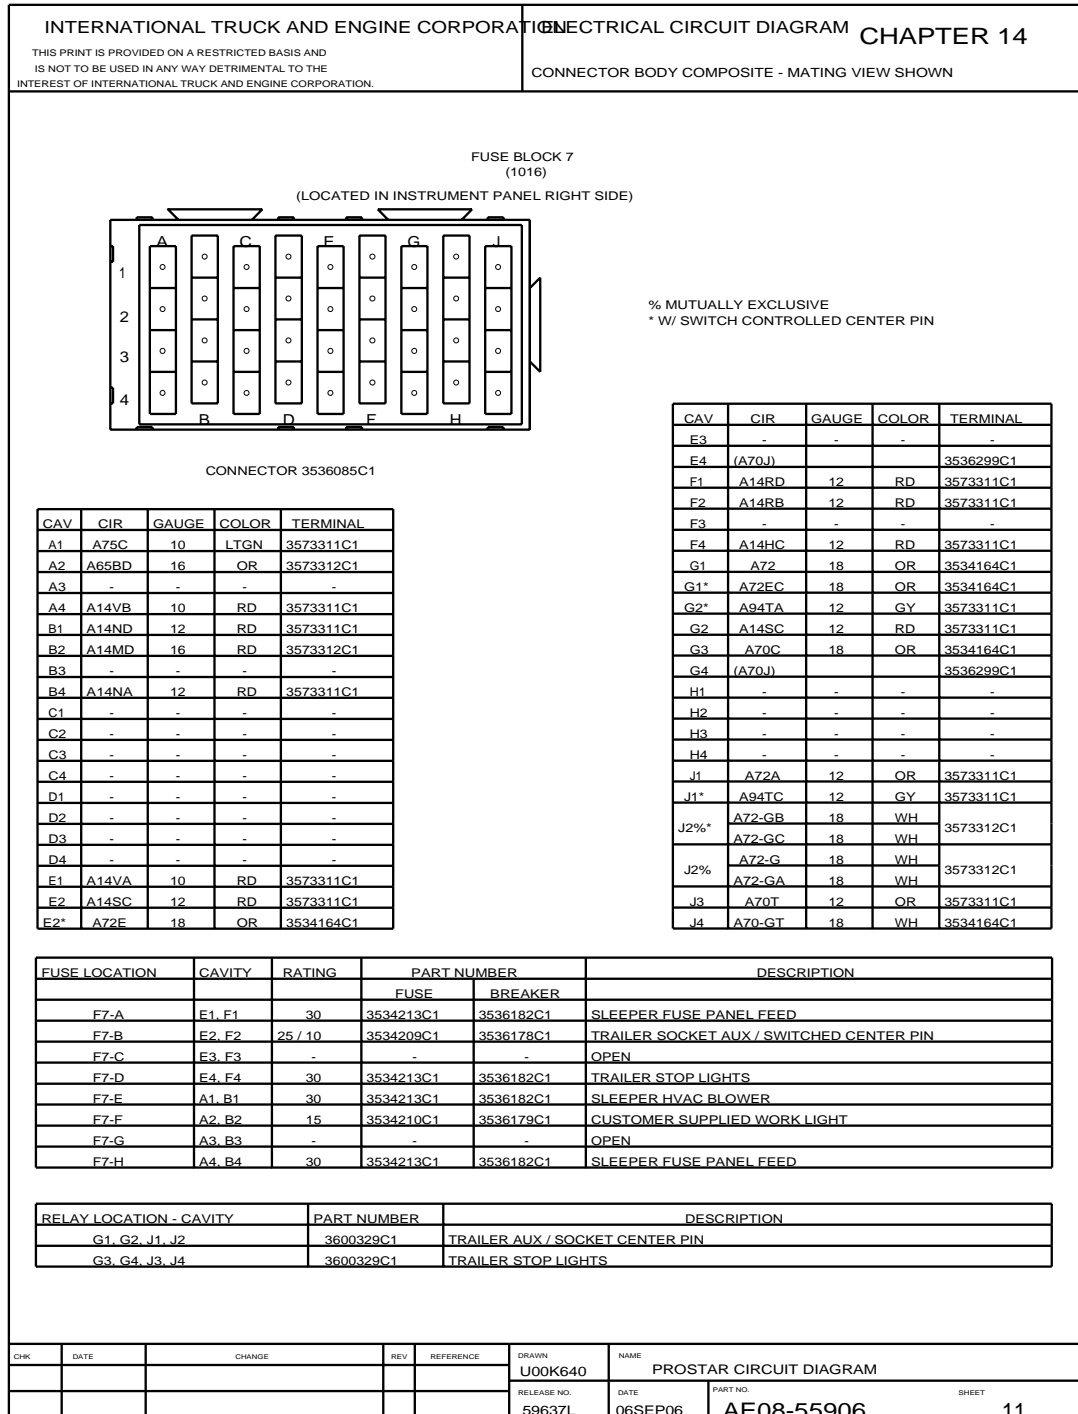 INTERNATIONAL TRUCK AND ENGINE CORPORATION
THIS PRINT IS PROVIDED ON A RESTRICTED BASIS AND
IS NOT TO BE USED IN ANY WAY DETRIMENTAL TO THE
INTEREST OF INTERNATIONAL TRUCK AND ENGINE CORPORATION.
ELECTRICAL CIRCUIT DIAGRAM CHAPTER 14
CONNECTOR BODY COMPOSITE - MATING VIEW SHOWN
FUSE BLOCK 7
(1016)
(LOCATED IN INSTRUMENT PANEL RIGHT SIDE)
A C E G J
1
2
3
4
B D F H
CONNECTOR 3536085C1
% MUTUALLY EXCLUSIVE
* W/ SWITCH CONTROLLED CENTER PIN
CAV CIR GAUGE COLOR TERMINAL
A1 A75C 10 LTGN 3573311C1
A2 A65BD 16 OR 3573312C1
A3 - - - -
A4 A14VB 10 RD 3573311C1
B1 A14ND 12 RD 3573311C1
B2 A14MD 16 RD 3573312C1
B3 - - - -
B4 A14NA 12 RD 3573311C1
C1 - - - -
C2 - - - -
C3 - - - -
C4 - - - -
D1 - - - -
D2 - - - -
D3 - - - -
D4 - - - -
E1 A14VA 10 RD 3573311C1
E2 A14SC 12 RD 3573311C1
E2* A72E 18 OR 3534164C1
CAV CIR GAUGE COLOR TERMINAL
E3 - - - -
E4 (A70J) 3536299C1
F1 A14RD 12 RD 3573311C1
F2 A14RB 12 RD 3573311C1
F3 - - - -
F4 A14HC 12 RD 3573311C1
G1 A72 18 OR 3534164C1
G1* A72EC 18 OR 3534164C1
G2* A94TA 12 GY 3573311C1
G2 A14SC 12 RD 3573311C1
G3 A70C 18 OR 3534164C1
G4 (A70J) 3536299C1
H1 - - - -
H2 - - - -
H3 - - - -
H4 - - - -
J1 A72A 12 OR 3573311C1
J1* A94TC 12 GY 3573311C1
J2%* A72-GB 18 WH 3573312C1
A72-GC 18 WH
J2% A72-G 18 WH 3573312C1
A72-GA 18 WH
J3 A70T 12 OR 3573311C1
J4 A70-GT 18 WH 3534164C1
FUSE LOCATION CAVITY RATING PART NUMBER DESCRIPTION
FUSE BREAKER
F7-A E1, F1 30 3534213C1 3536182C1 SLEEPER FUSE PANEL FEED
F7-B E2, F2 25 / 10 3534209C1 3536178C1 TRAILER SOCKET AUX / SWITCHED CENTER PIN
F7-C E3, F3 - - - OPEN
F7-D E4, F4 30 3534213C1 3536182C1 TRAILER STOP LIGHTS
F7-E A1, B1 30 3534213C1 3536182C1 SLEEPER HVAC BLOWER
F7-F A2, B2 15 3534210C1 3536179C1 CUSTOMER SUPPLIED WORK LIGHT
F7-G A3, B3 - - - OPEN
F7-H A4, B4 30 3534213C1 3536182C1 SLEEPER FUSE PANEL FEED
RELAY LOCATION - CAVITY PART NUMBER DESCRIPTION
G1, G2, J1, J2 3600329C1 TRAILER AUX / SOCKET CENTER PIN
G3, G4, J3, J4 3600329C1 TRAILER STOP LIGHTS
CHK DATE CHANGE REV REFERENCE
DRAWN
U00K640
NAME
PROSTAR CIRCUIT DIAGRAM
RELEASE NO.
59637L
DATE
06SEP06
PART NO.
AE08-55906
SHEET
11